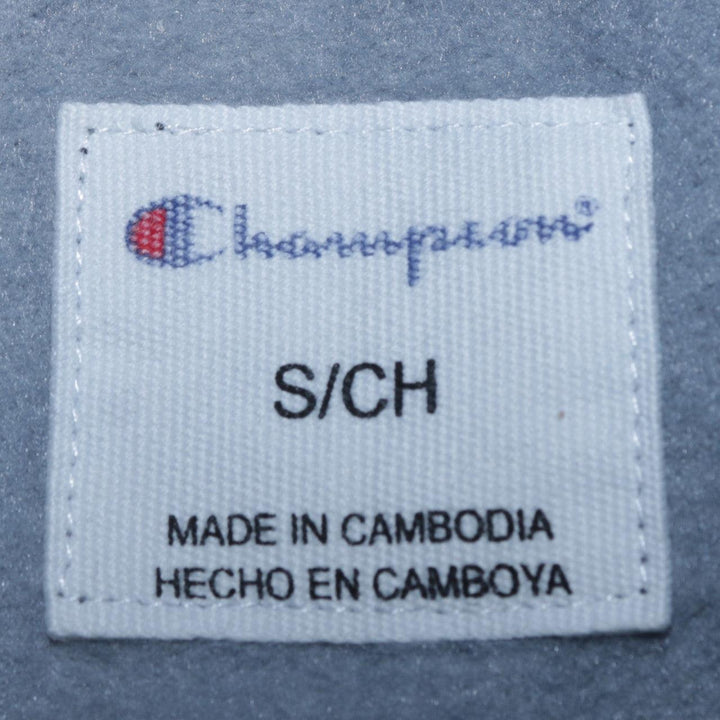 Champion®
S/CH
MADE IN CAMBODIA
HECHO EN CAMBOYA